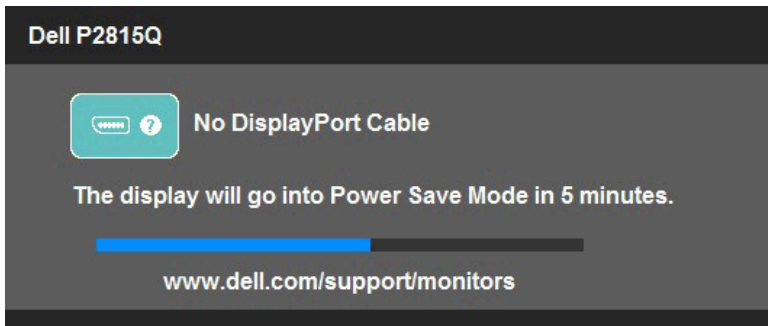 Dell P2815Q
?
No DisplayPort Cable
The display will go into Power Save Mode in 5 minutes.
www.dell.com/support/monitors